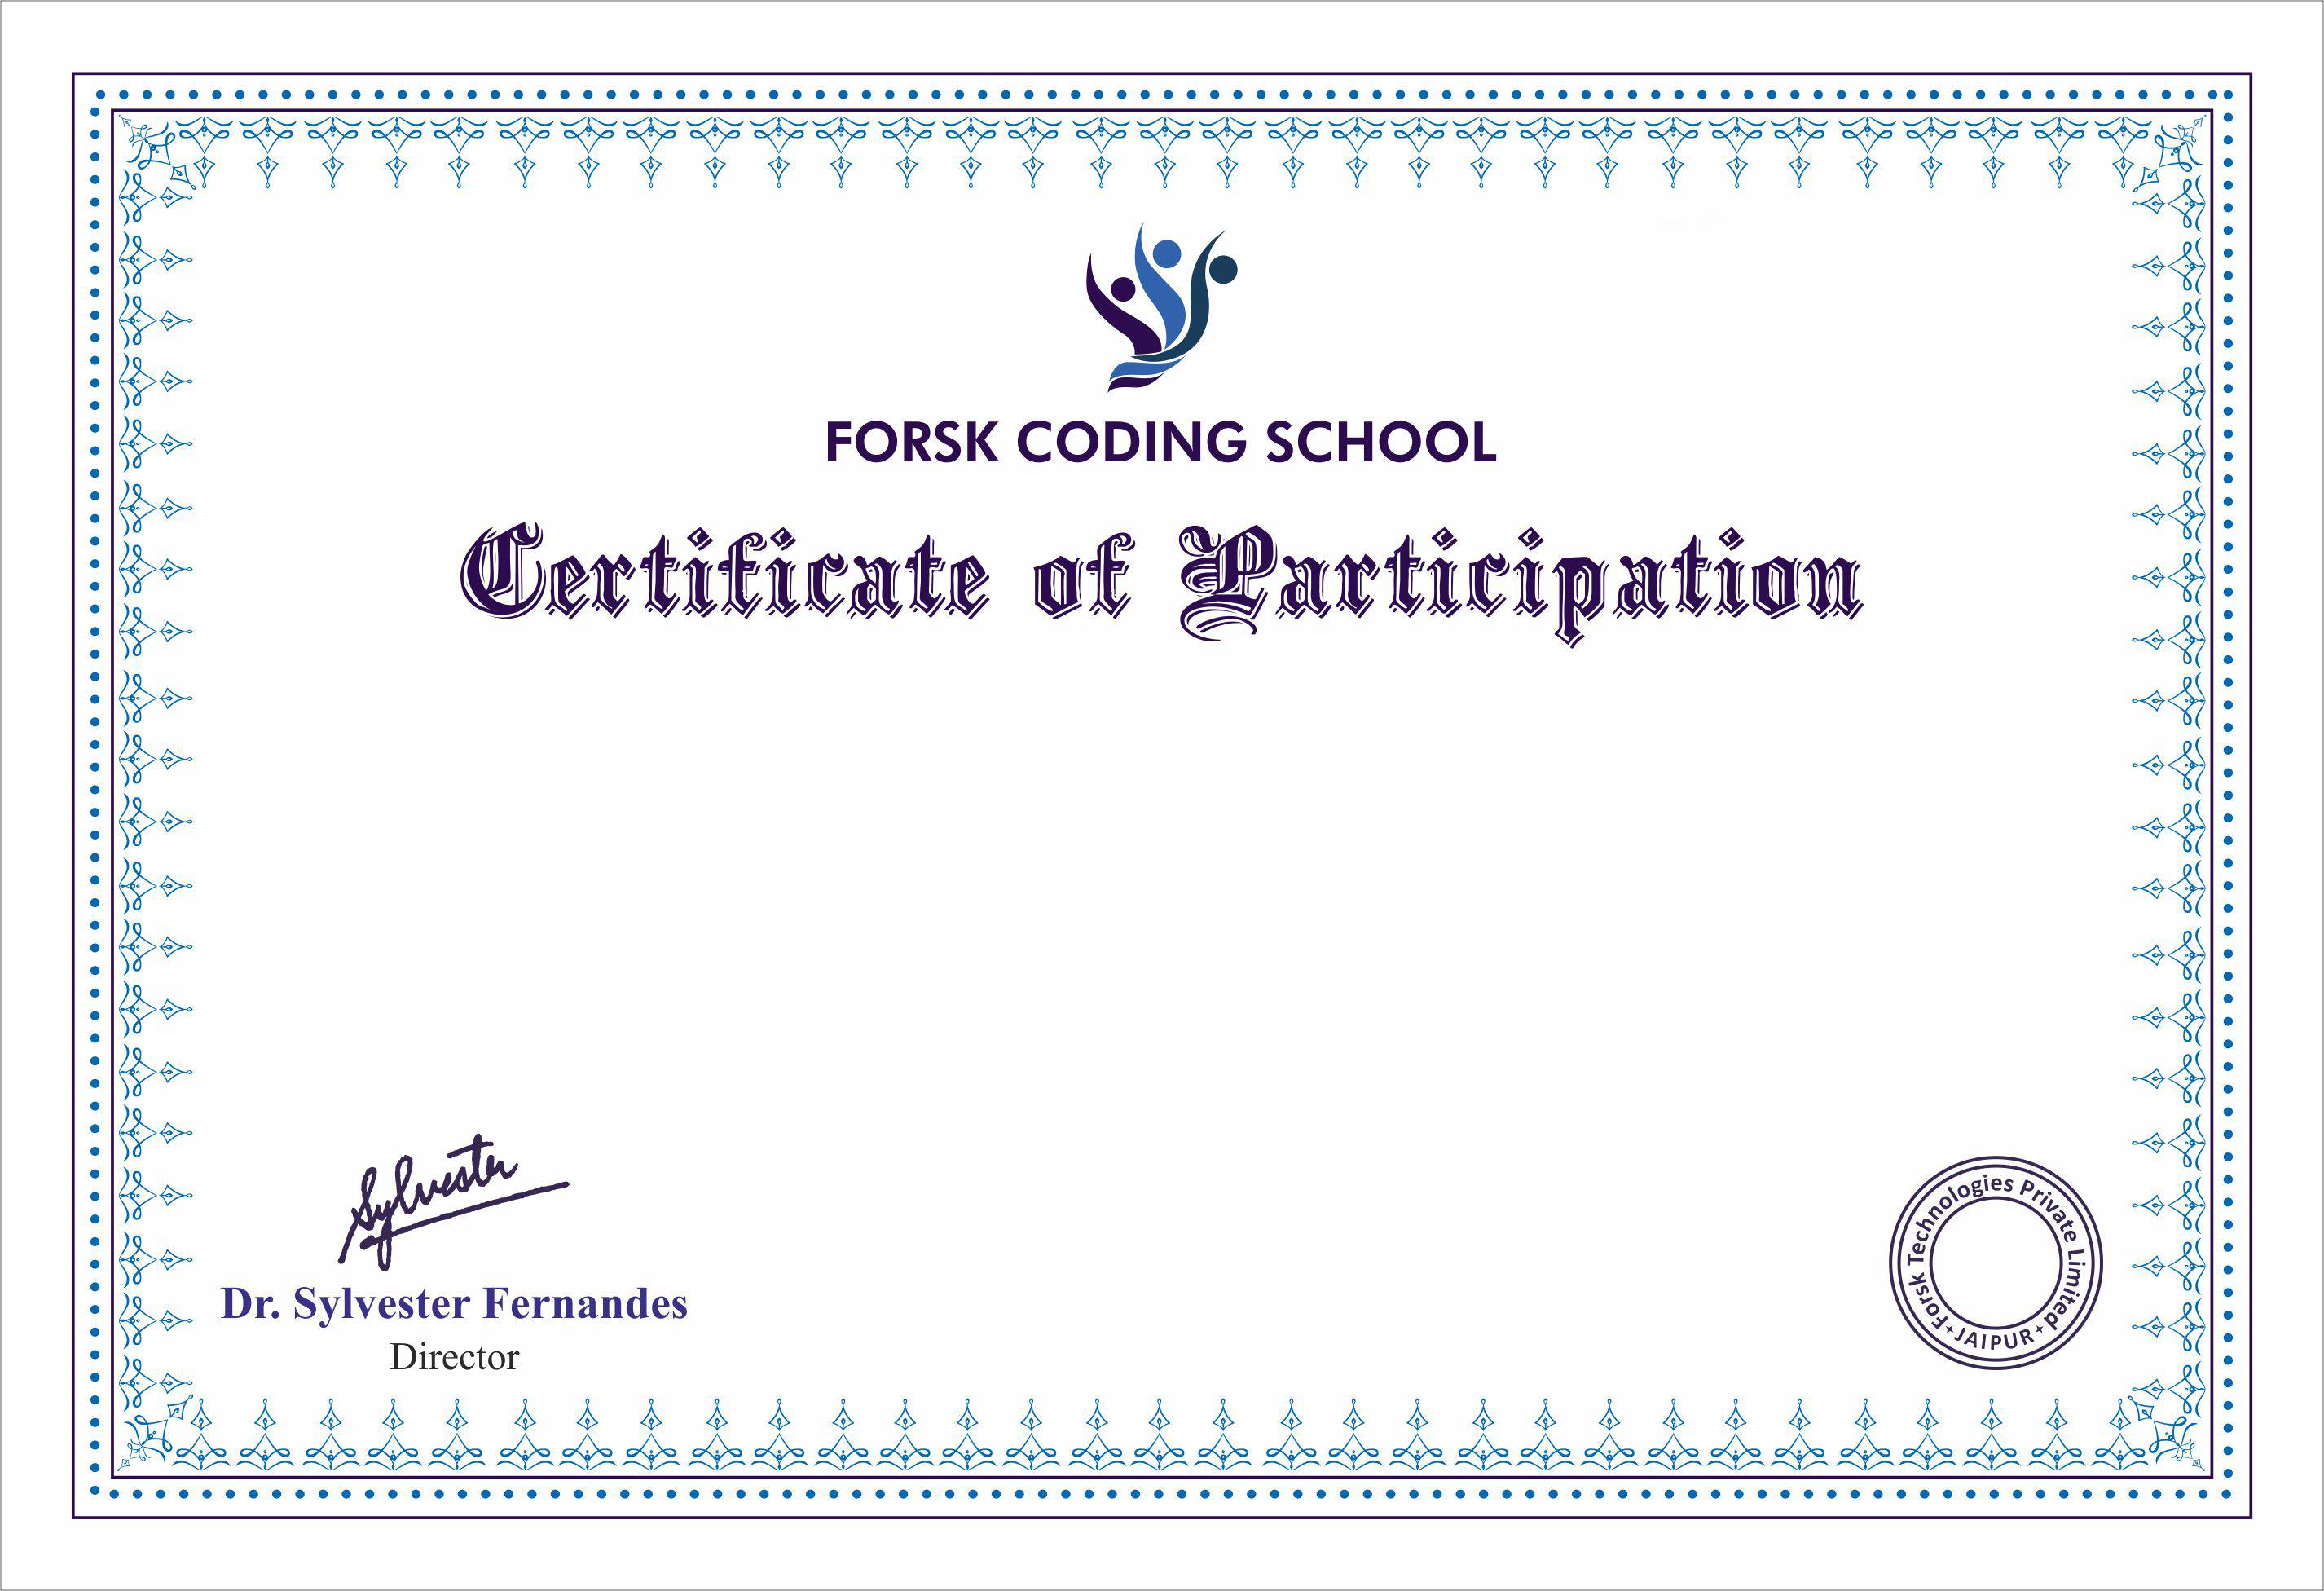 FORSK CODING SCHOOL
Certificate of Participation
Sylvester
Dr. Sylvester Fernandes
Director
Forsk Technologies Private Limited
JAIPUR